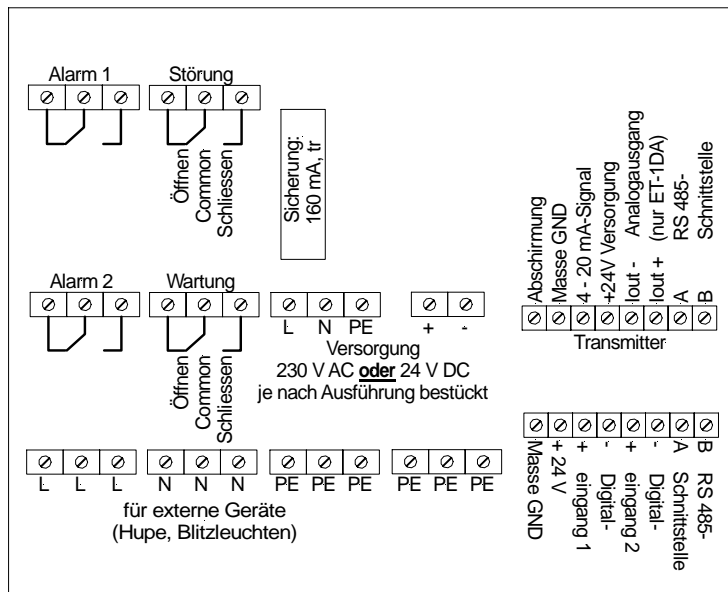 Alarm 1
Störung
Öffnen
Common
Schliessen
Sicherung:
160 mA, tr
Alarm 2
Wartung
Öffnen
Common
Schliessen
L N PE
+ -
Versorgung
230 V AC oder 24 V DC
je nach Ausführung bestückt
L L L
N N N
PE PE PE
PE PE PE
für externe Geräte
(Hupe, Blitzleuchten)
Abschirmung
Masse GND
4 - 20 mA-Signal
+24V Versorgung
Iout - Analogausgang
Iout + (nur ET-1DA)
A RS 485-
B Schnittstelle
Transmitter
Masse GND
+ 24 V
+ eingang 1
- Digital-
+ eingang 2
- Digital-
A Schnittstelle
B RS 485-